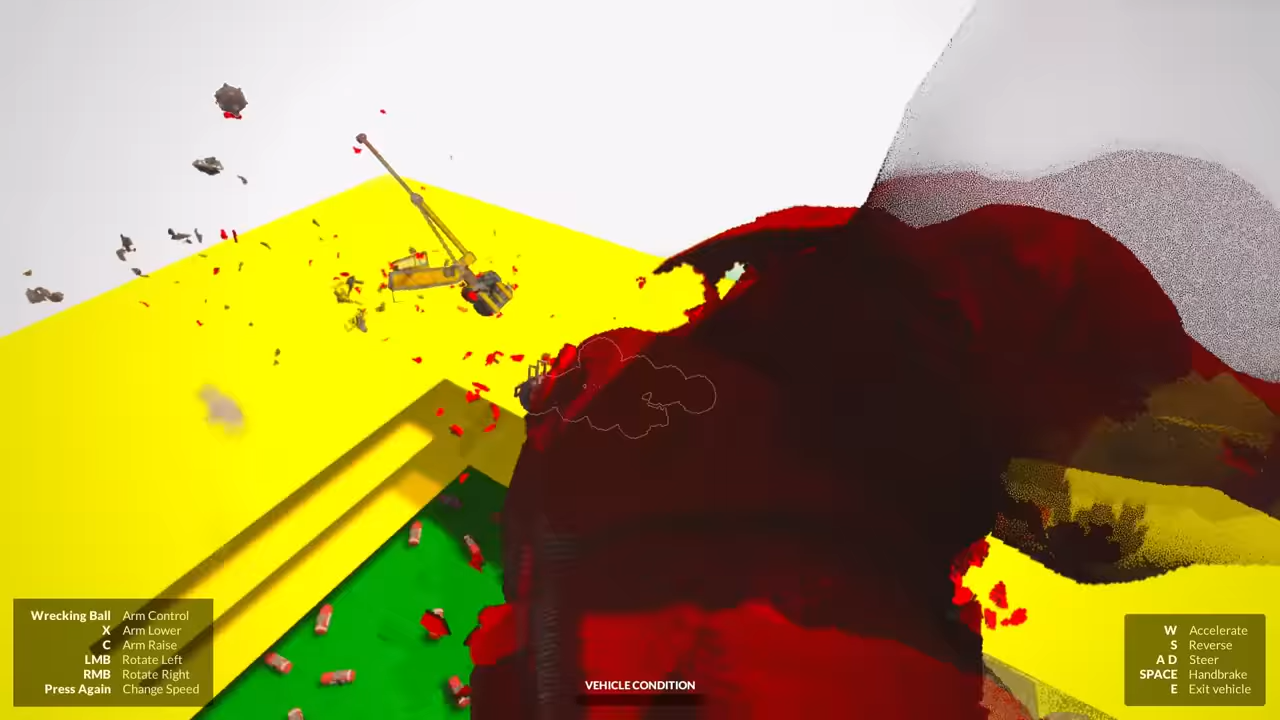 Wrecking Ball Arm Control
X Arm Lower
C Arm Raise
LMB Rotate Left
RMB Rotate Right
Press Again Change Speed
VEHICLE CONDITION
W Accelerate
S Reverse
A D Steer
SPACE Handbrake
E Exit vehicle